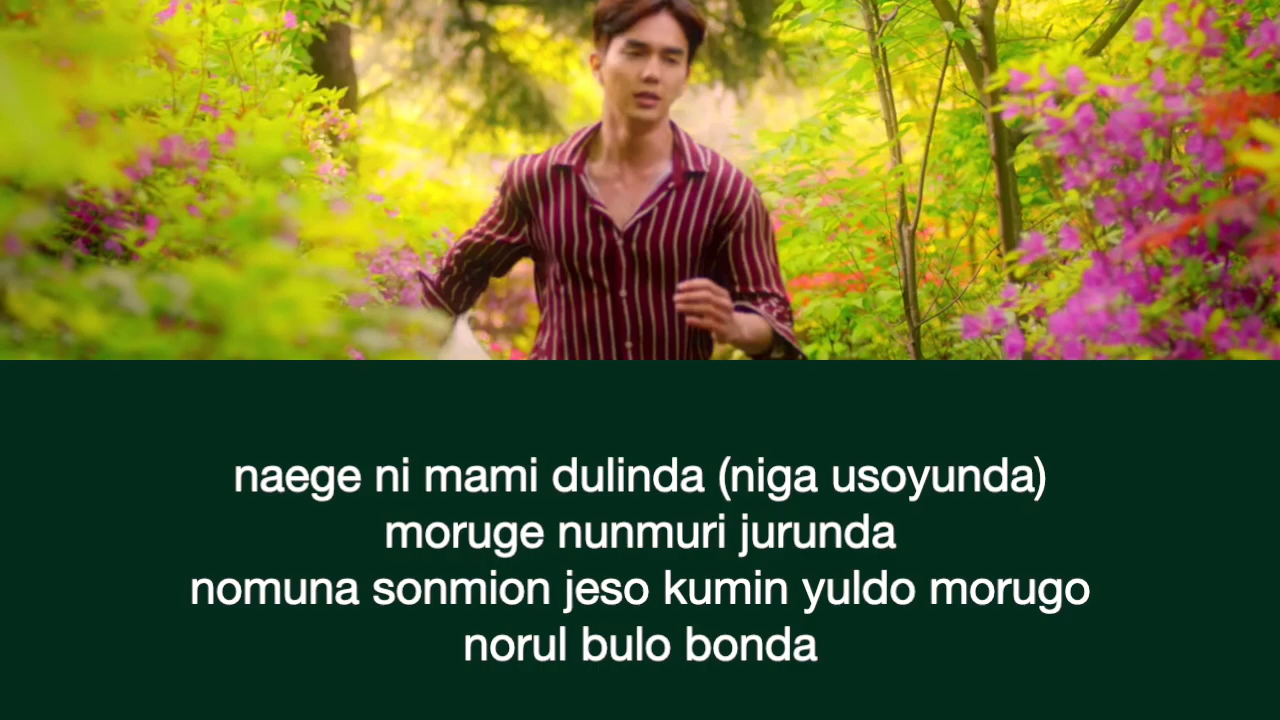 naege ni mami dulinda (niga usoyunda)
moruge nunmuri jurunda
nomuna sonmion jeso kumin yuldo morugo
norul bulo bonda